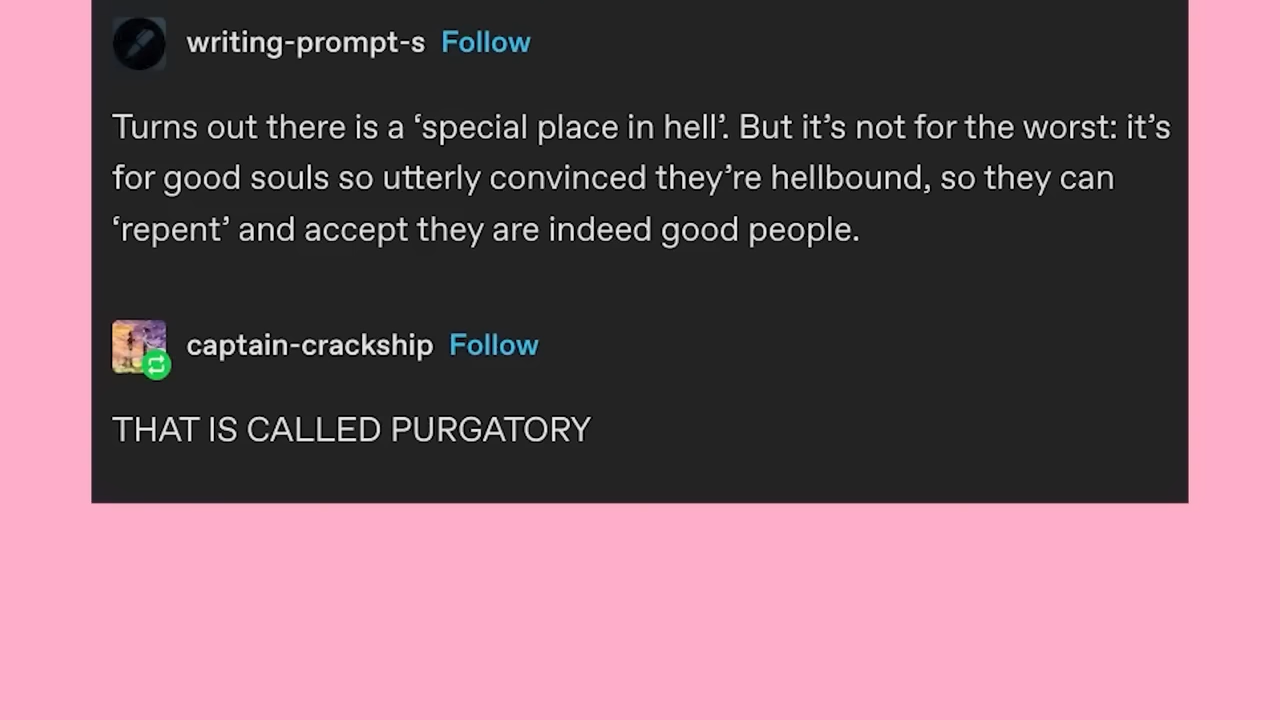 writing-prompt-s Follow
Turns out there is a ‘special place in hell’. But it’s not for the worst: it’s
for good souls so utterly convinced they’re hellbound, so they can
‘repent’ and accept they are indeed good people.
captain-crackship Follow
THAT IS CALLED PURGATORY